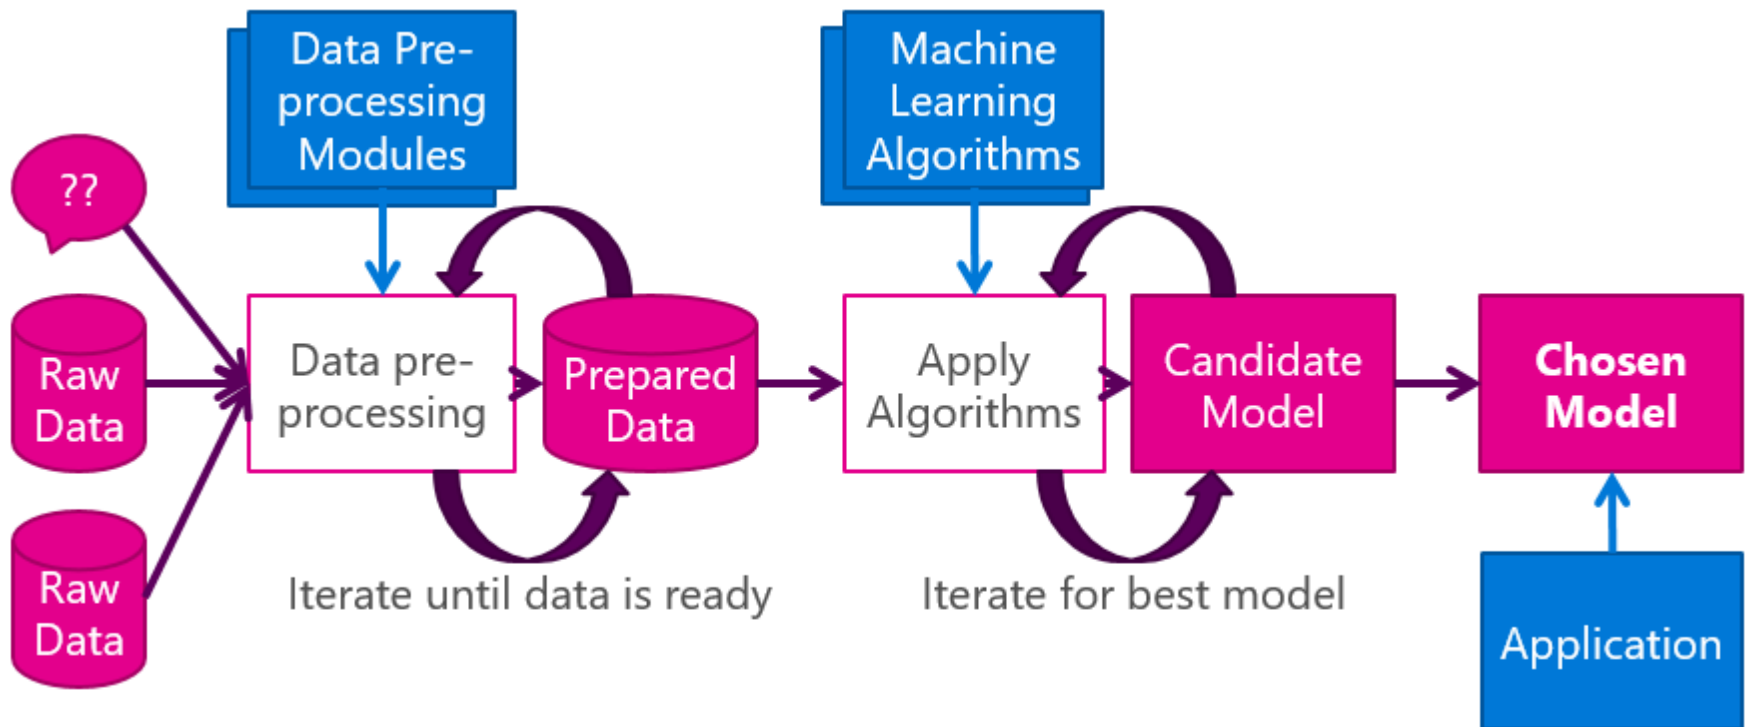 Data Pre-
processing
Modules
Machine
Learning
Algorithms
??
Raw
Data
Data pre-
processing
Prepared
Data
Apply
Algorithms
Candidate
Model
Chosen
Model
Raw
Data
Iterate until data is ready
Iterate for best model
Application